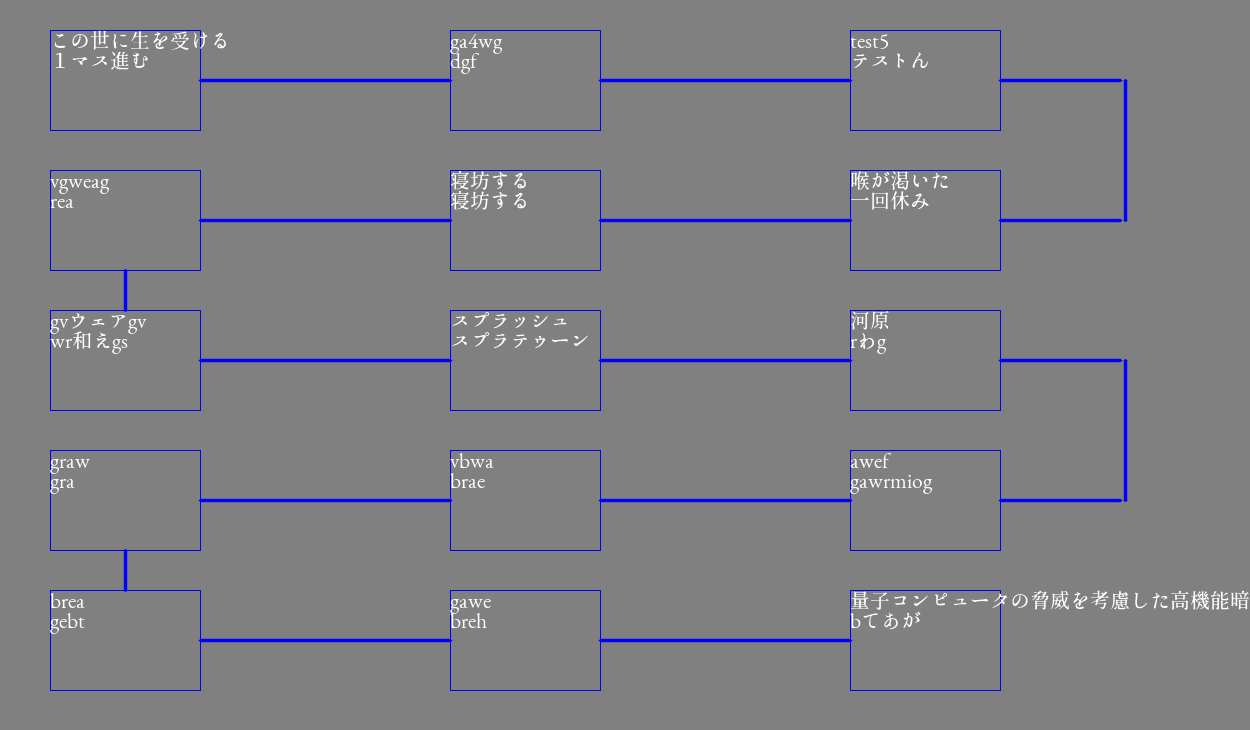 この世に生を受ける
１マス進む
ga4wg
dgf
test5
テストん
vgweag
rea
寝坊する
寝坊する
喉が渇いた
一回休み
gvウェアgv
wr和えgs
スプラッシュ
スプラテゥーン
河原
rわg
graw
gra
vbwa
brae
awef
gawrmiog
brea
gebt
gawe
breh
量子コンピュータの脅威を考慮した高機能暗
bてあが